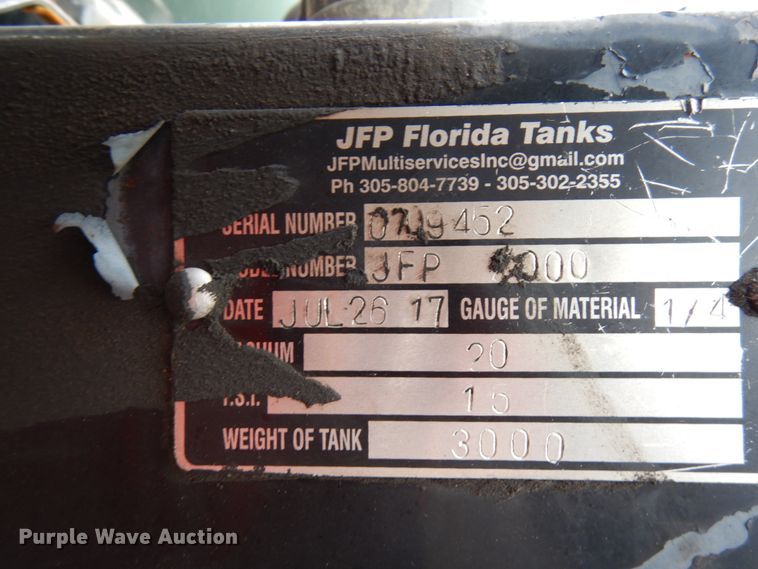 JFP Florida Tanks
JFPMultiservicesInc@gmail.com
Ph 305-804-7739 - 305-302-2355
SERIAL NUMBER
NUMBER JFP
DATE JUL 26 17 GAUGE OF MATERIAL 1/4
20
15
WEIGHT OF TANK 3000
Purple Wave Auction